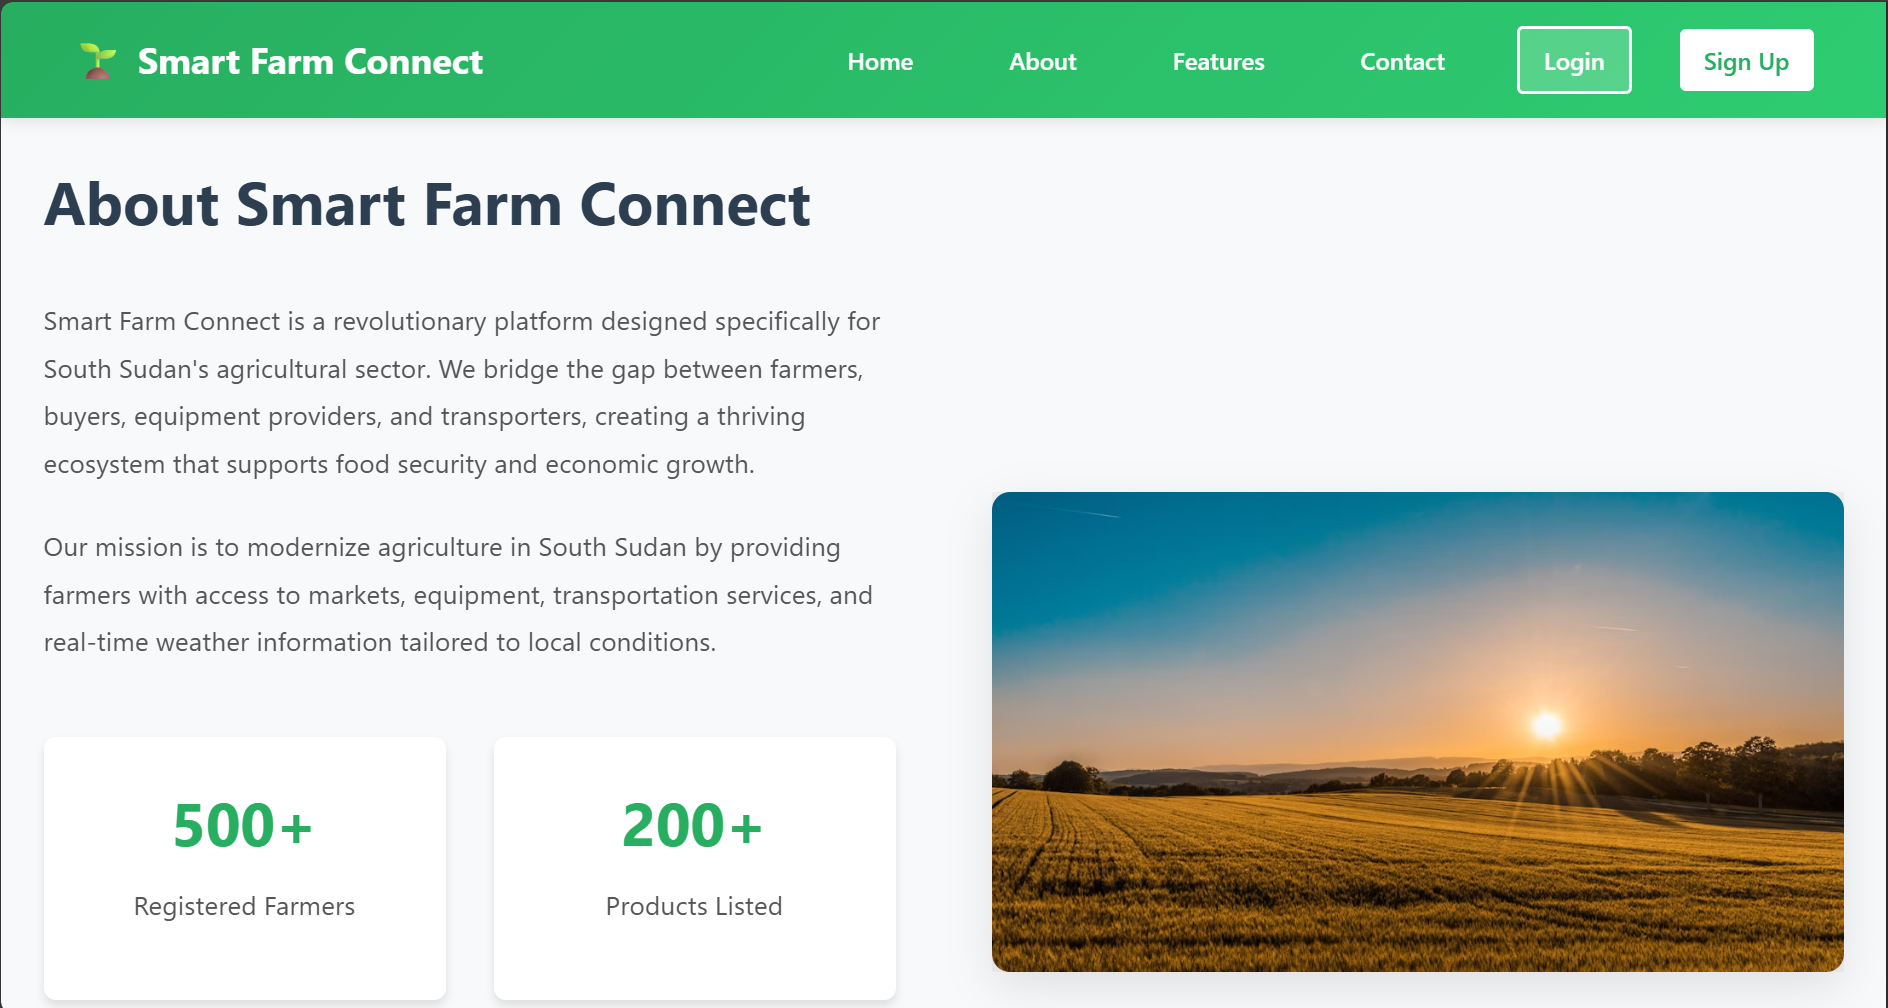 Smart Farm Connect
Home
About
Features
Contact
Login
Sign Up
About Smart Farm Connect
Smart Farm Connect is a revolutionary platform designed specifically for
South Sudan's agricultural sector. We bridge the gap between farmers,
buyers, equipment providers, and transporters, creating a thriving
ecosystem that supports food security and economic growth.
Our mission is to modernize agriculture in South Sudan by providing
farmers with access to markets, equipment, transportation services, and
real-time weather information tailored to local conditions.
500+
Registered Farmers
200+
Products Listed